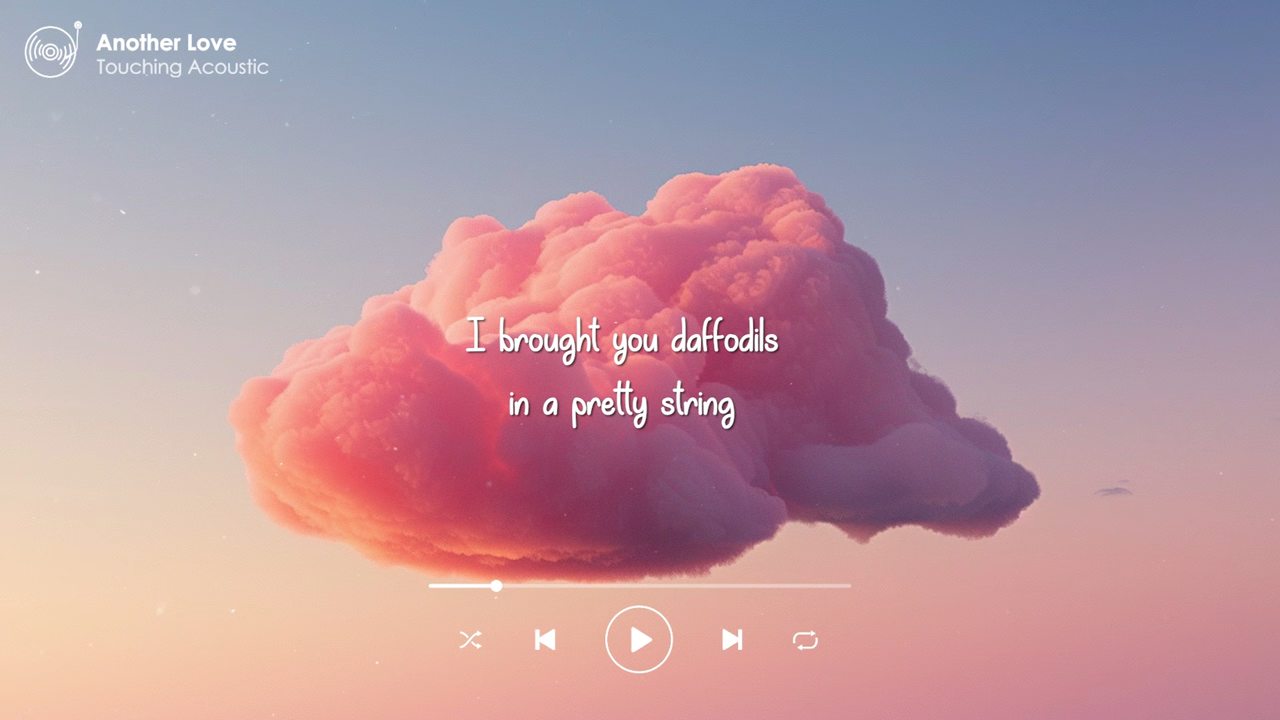 Another Love
Touching Acoustic
I brought you daffodils
in a pretty string